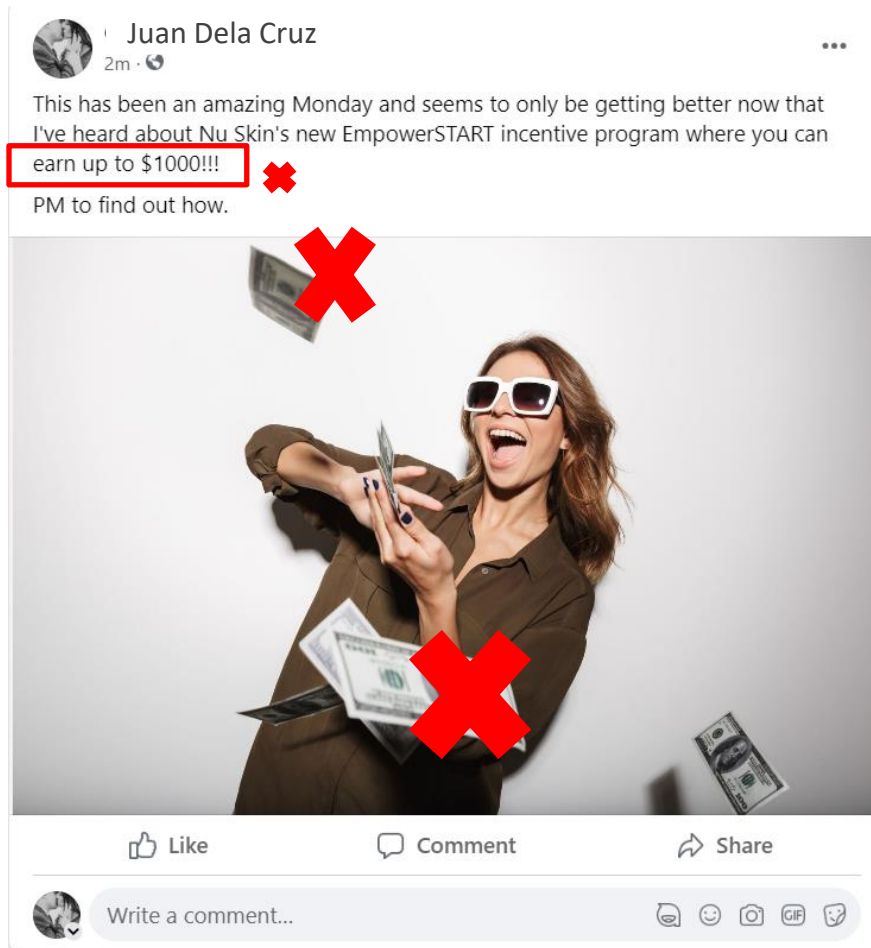 Juan Dela Cruz
2m ·
This has been an amazing Monday and seems to only be getting better now that
I've heard about Nu Skin's new EmpowerSTART incentive program where you can
earn up to $1000!!!
PM to find out how.
100
Like
Comment
Share
Write a comment...
GIF